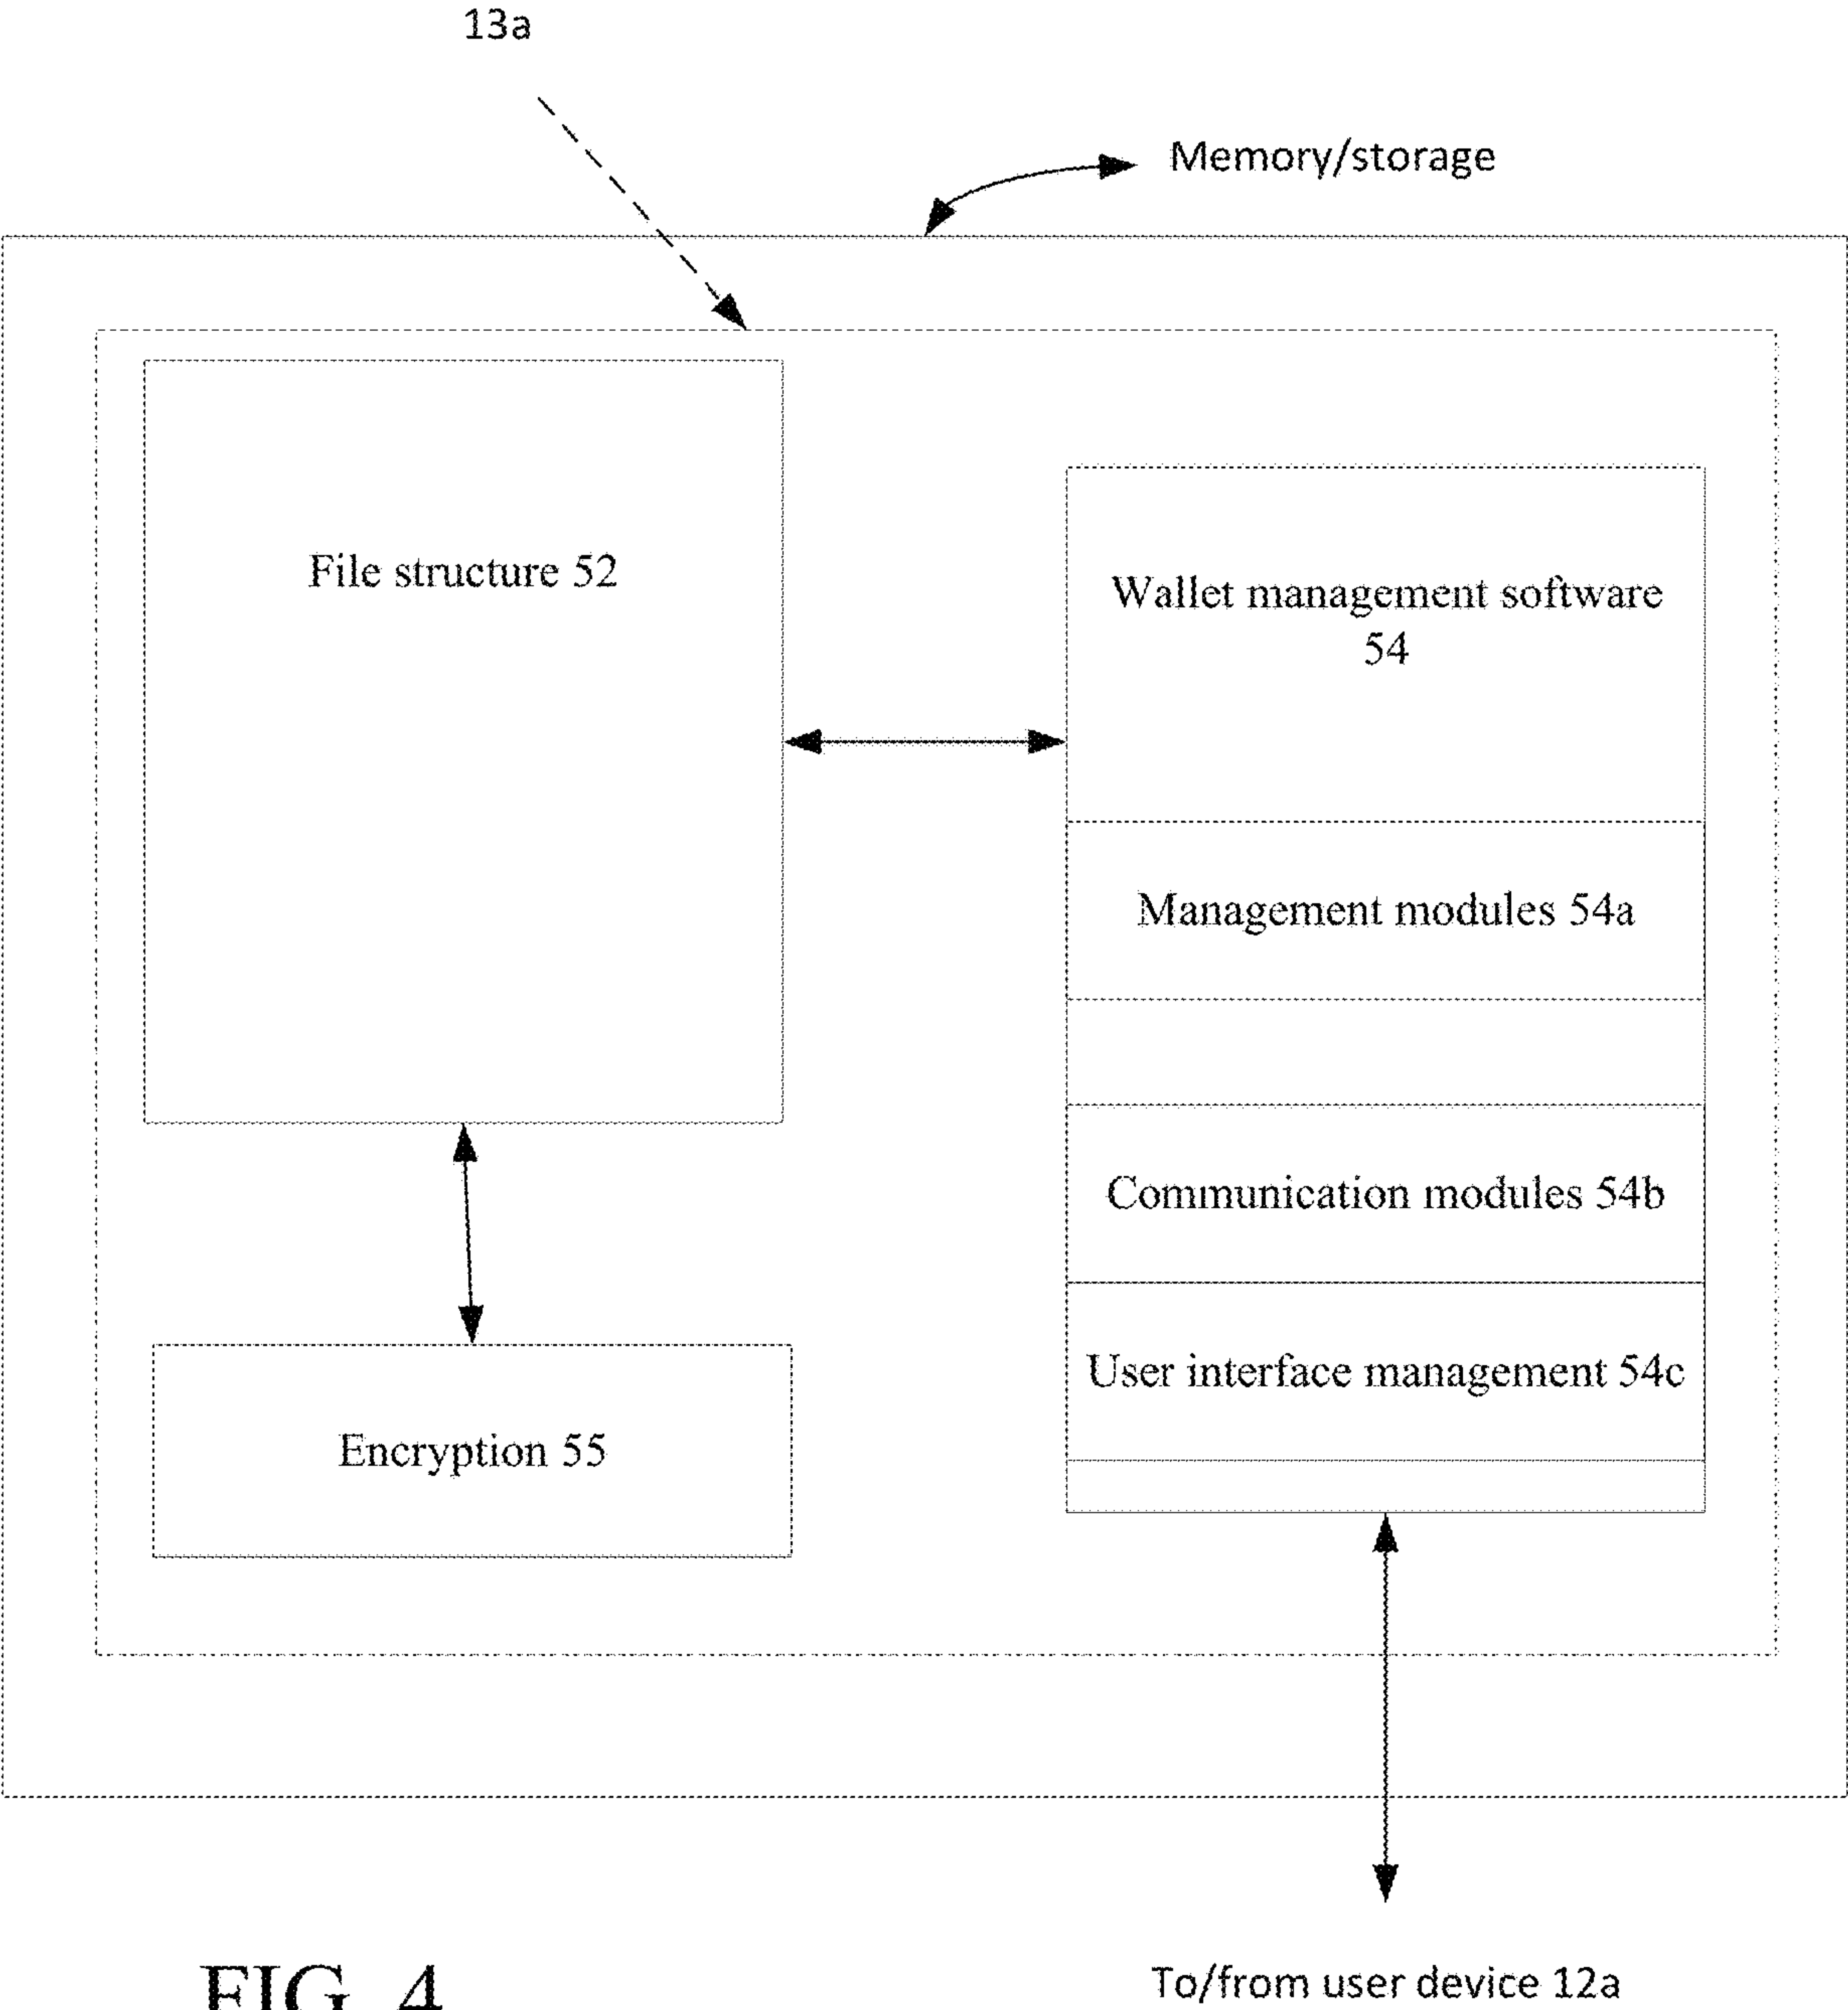 13a
Memory/storage
File structure 52
Wallet management software
54
Management modules 54a
Communication modules 54b
User interface management 54c
Encryption 55
To/from user device 12a
FIG. 4